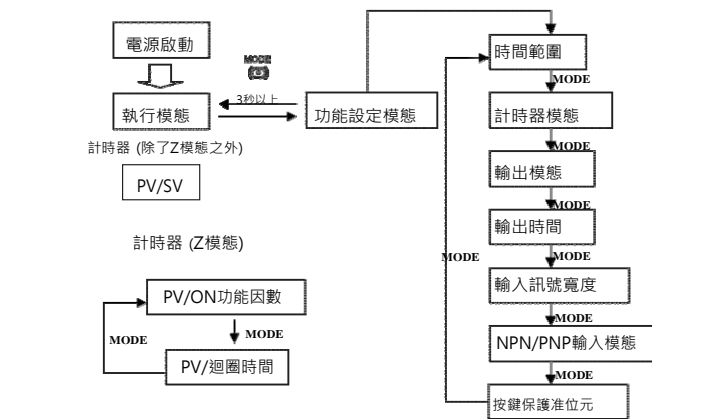 電源啟動
MODE
3秒以上
執行模態
功能設定模態
計時器 (除了Z模態之外)
PV/SV
計時器 (Z模態)
PV/ON功能因數
MODE
MODE
PV/迴圈時間
時間範圍
MODE
計時器模態
MODE
輸出模態
MODE
輸出時間
MODE
MODE
輸入訊號寬度
MODE
NPN/PNP輸入模態
MODE
按鍵保護准位元